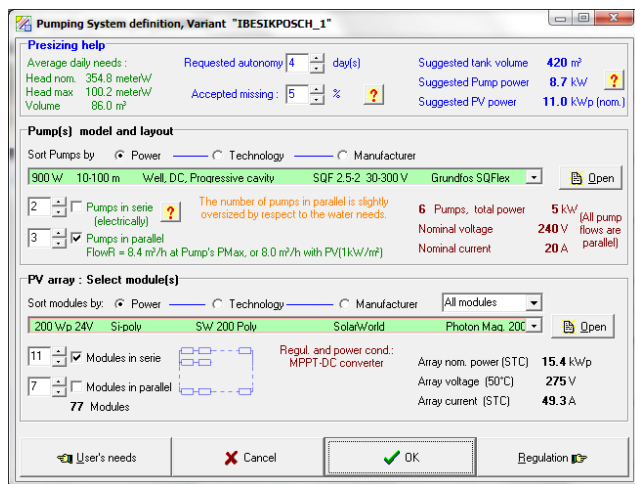 Pumping System definition, Variant "IBESIKPOSCH_1"
Presizing help
Average daily needs :
Head nom. 354.8 meterW
Head max 100.2 meterW
Volume 86.0 m³
Requested autonomy 4 day(s)
Accepted missing : 5 % ?
Suggested tank volume 420 m³
Suggested Pump power 8.7 kW ?
Suggested PV power 11.0 kWp (nom.)
Pump(s) model and layout
Sort Pumps by Power Technology Manufacturer
900 W 10-100 m Well, DC, Progressive cavity SQF 2.5-2 30-300 V Grundfos SQFlex Open
2 Pumps in serie
(electrically) ?
3 Pumps in parallel
The number of pumps in parallel is slightly
oversized by respect to the water needs.
FlowR = 8.4 m³/h at Pump's PMax, or 8.0 m³/h with PV(1kW/m²)
6 Pumps, total power 5 kW
Nominal voltage 240 V
Nominal current 20 A
(All pump
flows are
parallel)
PV array : Select module(s)
Sort modules by: Power Technology Manufacturer All modules
200 Wp 24V Si-poly SW 200 Poly SolarWorld Photon Mag. 200 Open
11 Modules in serie
7 Modules in parallel
77 Modules
Regul. and power cond.:
MPPT-DC converter
Array nom. power (STC) 15.4 kWp
Array voltage (50°C) 275 V
Array current (STC) 49.3 A
User's needs Cancel OK Regulation